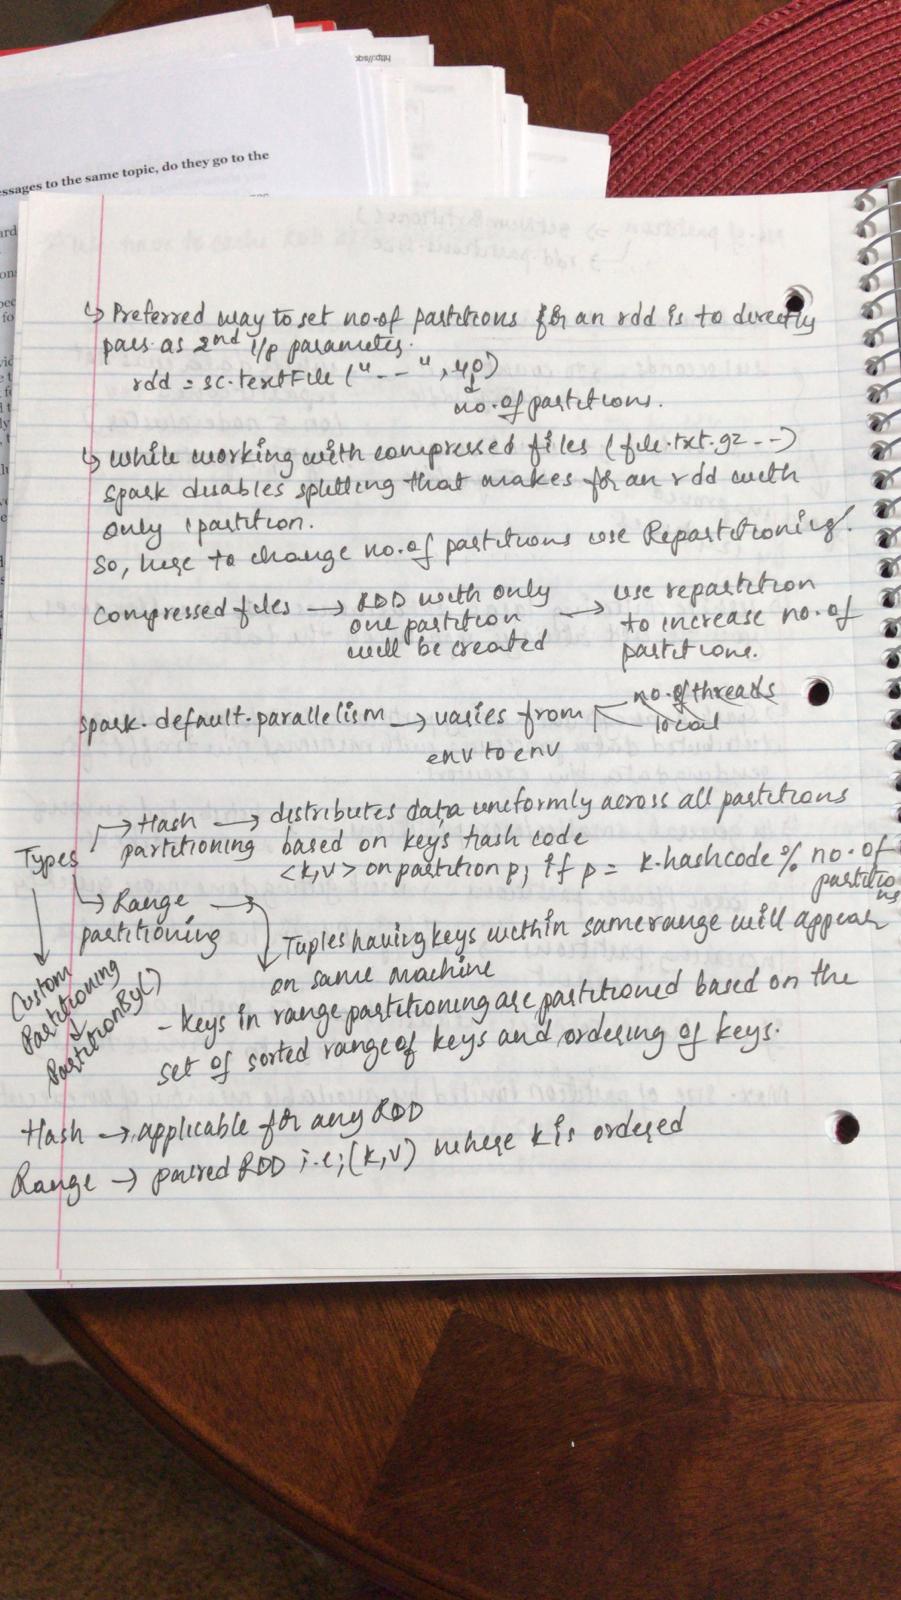 http://sqoo
ssages to the same topic, do they go to the
↳ Preferred way to set no.of partitions for an rdd is to directly
pass as 2nd i/p parameter.
rdd = sc.textFile ("- -", 40)
no.of partitions.
↳ While working with compressed files (file.txt.gz - -)
spark disables splitting that makes for an rdd with
only 1 partition.
So, here to change no.of partitions use Repartitioning.
Compressed files → RDD with only one partition will be created → use repartition to increase no.of partitions.
spark.default.parallelism → varies from env to env
no.of threads
local
Types
→ Hash partitioning → distributes data uniformly across all partitions
based on keys hash code
<k,v> on partition p, if p = k.hashcode % no.of partitions
↳ Range partitioning →
Tuples having keys within same range will appear
on same machine
Custom
Partitioning
↓
PartitionBy()
- keys in range partitioning are partitioned based on the
set of sorted range of keys and ordering of keys.
Hash → applicable for any RDD
Range → paired RDD i.e;(k,v) where k is ordered